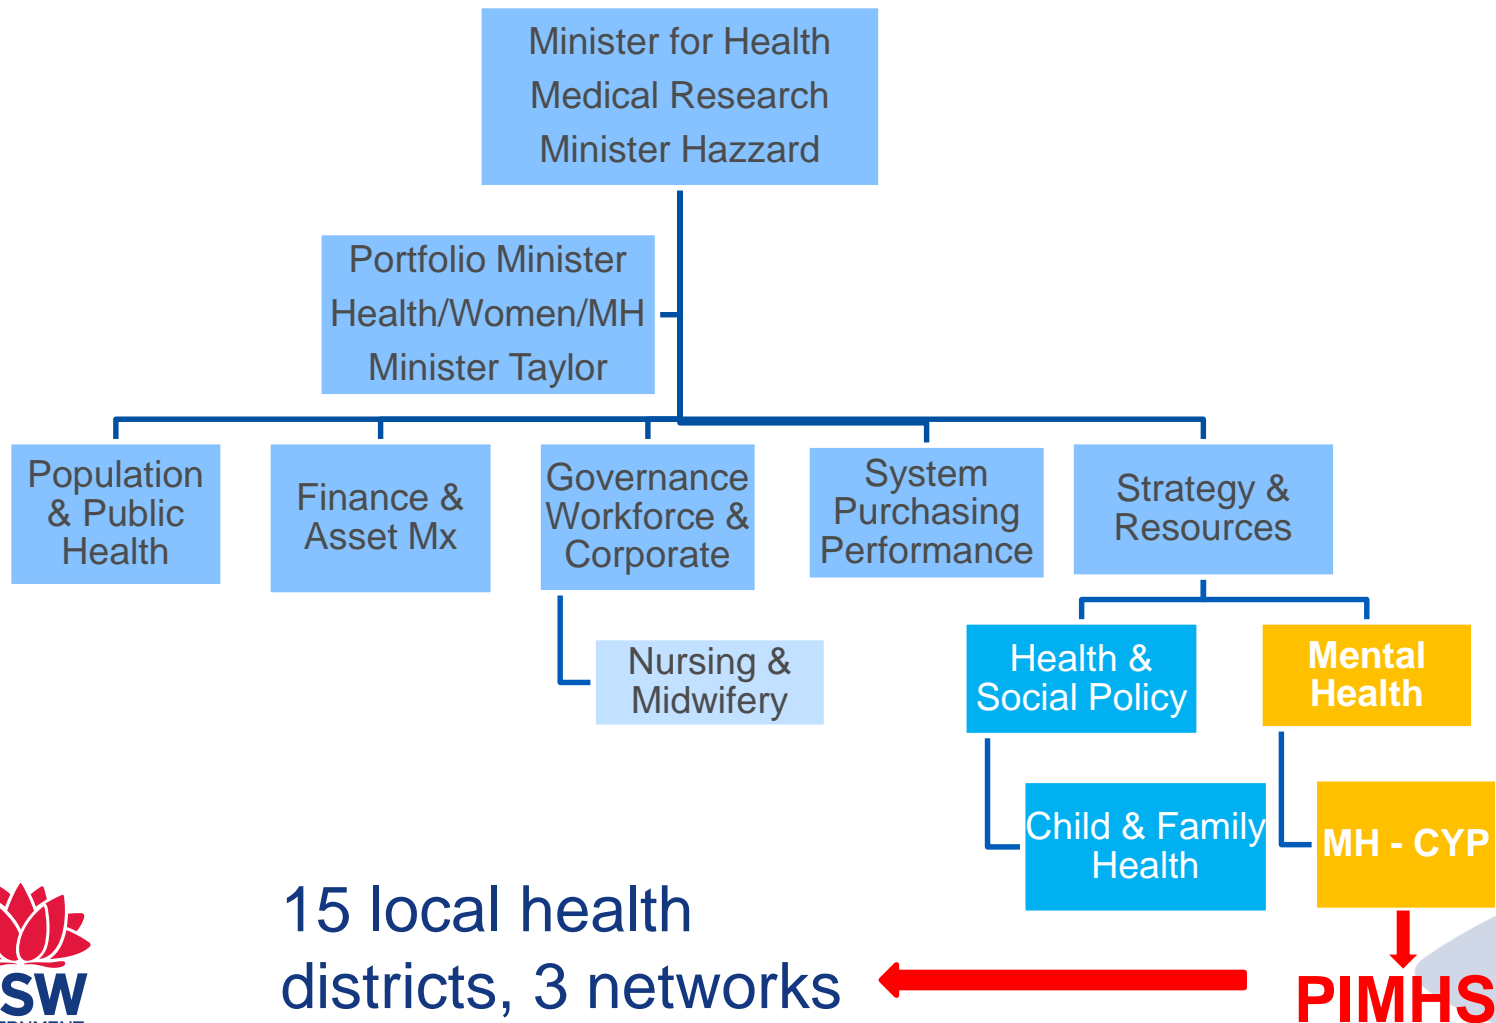 Minister for Health
Medical Research
Minister Hazzard
Portfolio Minister
Health/Women/MH
Minister Taylor
Population
& Public
Health
Finance &
Asset Mx
Governance
Workforce &
Corporate
System
Purchasing
Performance
Strategy &
Resources
Nursing &
Midwifery
Health &
Social Policy
Mental
Health
Child & Family
Health
MH - CYP
15 local health
districts, 3 networks
PIMHS
SW